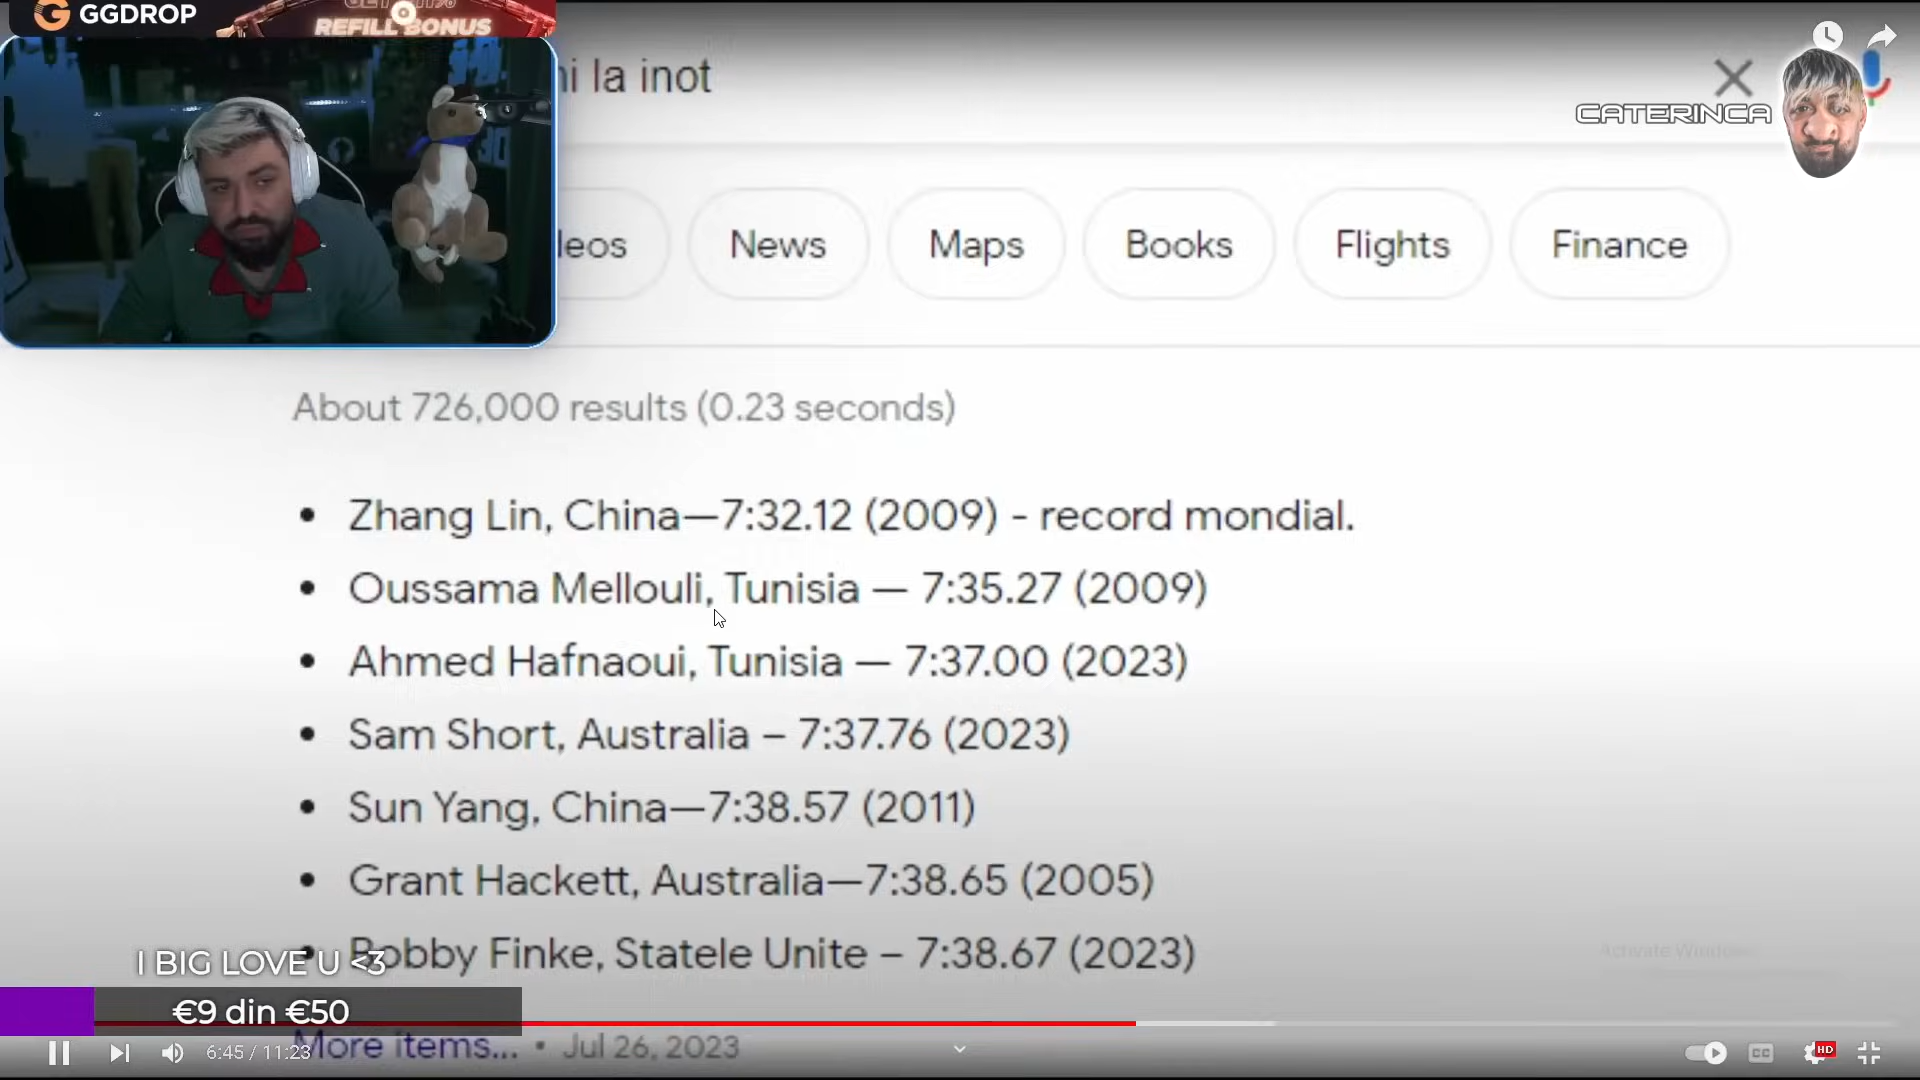 GGDROP
REFILL BONUS
la inot
CATERINCA
News
Maps
Books
Flights
Finance
About 726,000 results (0.23 seconds)
• Zhang Lin, China—7:32.12 (2009) - record mondial.
• Oussama Mellouli, Tunisia — 7:35.27 (2009)
• Ahmed Hafnaoui, Tunisia — 7:37.00 (2023)
• Sam Short, Australia – 7:37.76 (2023)
• Sun Yang, China—7:38.57 (2011)
• Grant Hackett, Australia—7:38.65 (2005)
• Bobby Finke, Statele Unite – 7:38.67 (2023)
I BIG LOVE U <3
€9 din €50
More items... • Jul 26, 2023
6:45 / 11:23
CC
HD
Activate Windows